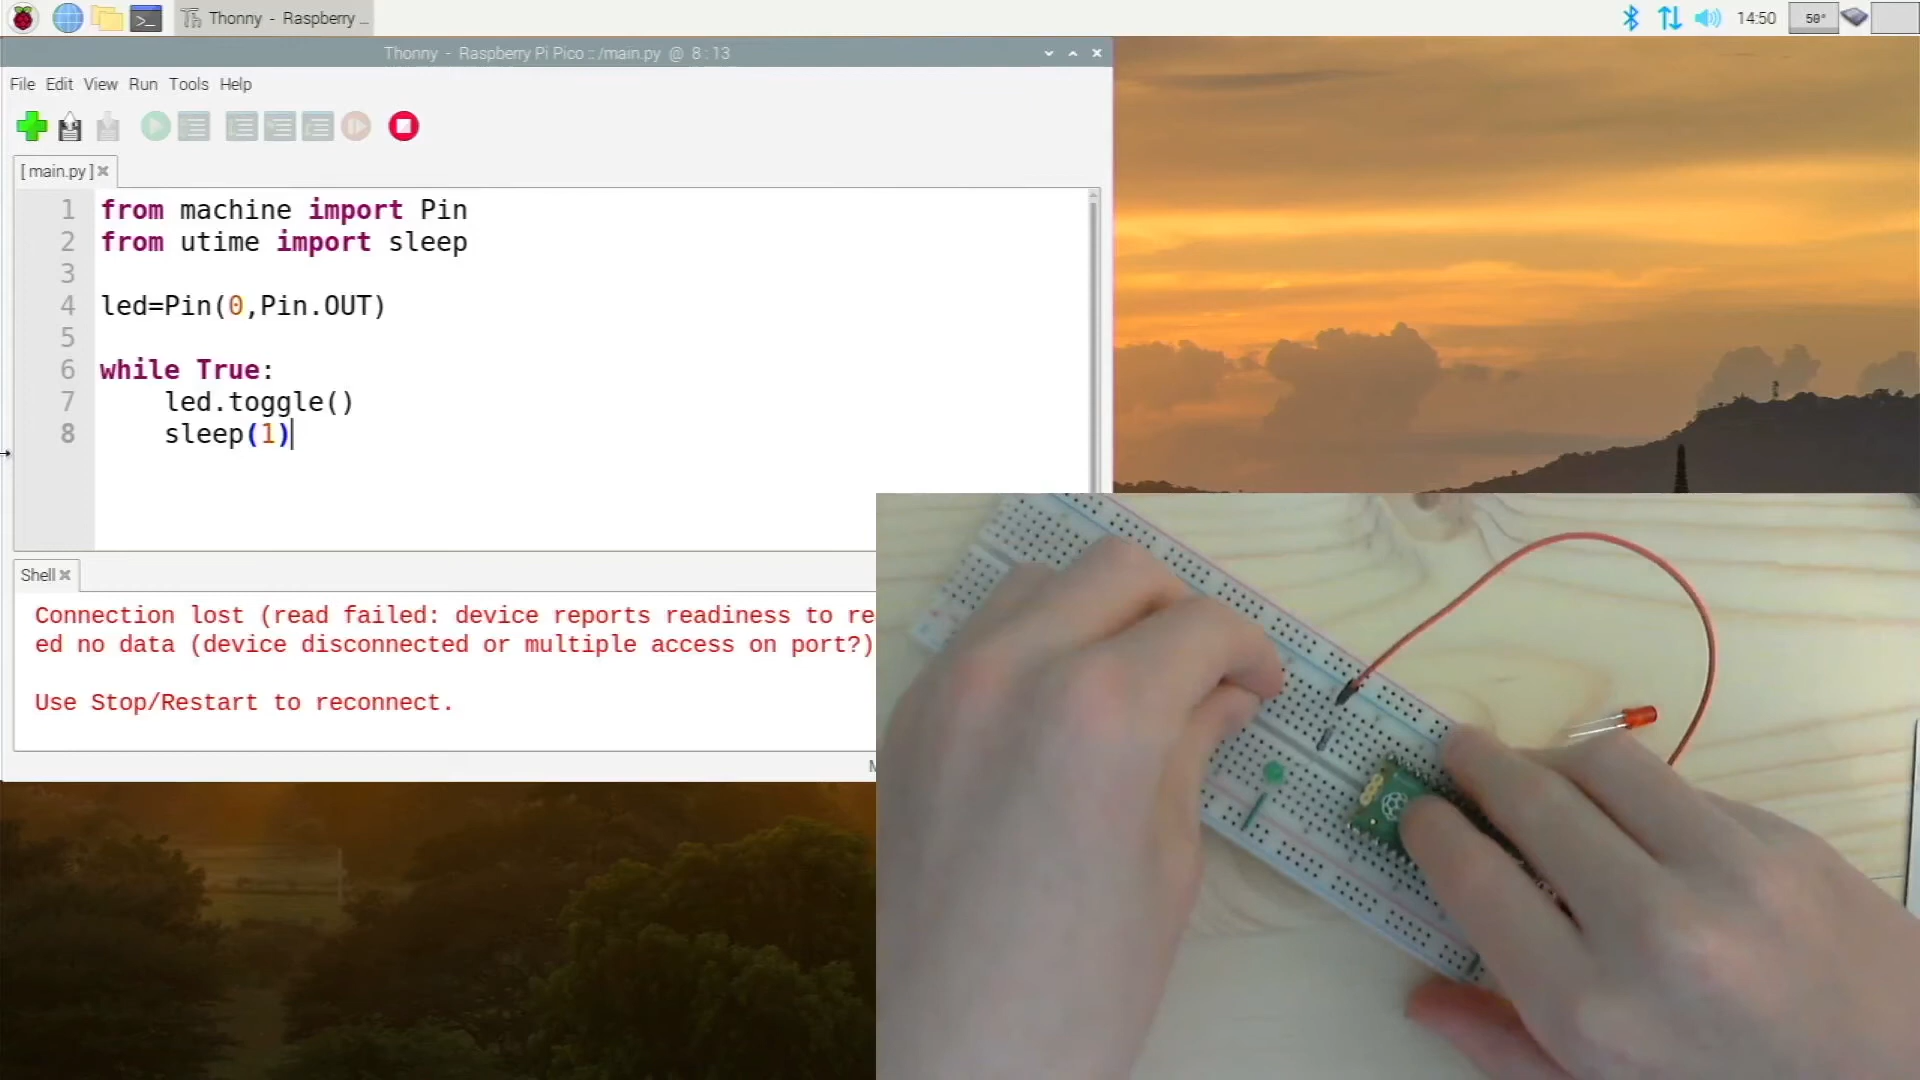 Thonny - Raspberry ...
14:50
50°
Thonny - Raspberry Pi Pico :: /main.py @ 8 : 13
File Edit View Run Tools Help
[ main.py ]
1 from machine import Pin
2 from utime import sleep
3
4 led=Pin(0,Pin.OUT)
5
6 while True:
7 led.toggle()
8 sleep(1)
Shell
Connection lost (read failed: device reports readiness to re
ed no data (device disconnected or multiple access on port?)
Use Stop/Restart to reconnect.